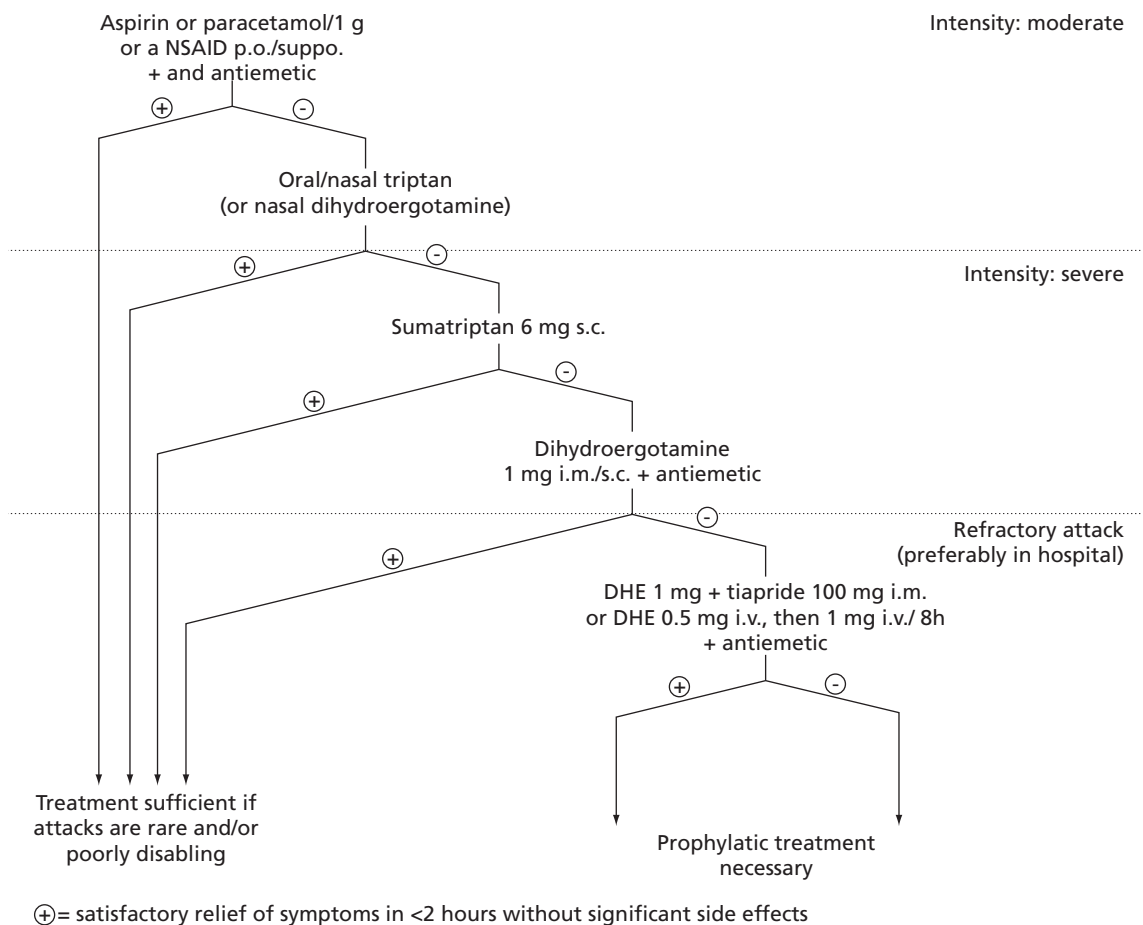 Aspirin or paracetamol/1 g
or a NSAID p.o./suppo.
+ and antiemetic
Intensity: moderate
+
-
Oral/nasal triptan
(or nasal dihydroergotamine)
+
-
Intensity: severe
Sumatriptan 6 mg s.c.
+
-
Dihydroergotamine
1 mg i.m./s.c. + antiemetic
+
-
Refractory attack
(preferably in hospital)
DHE 1 mg + tiapride 100 mg i.m.
or DHE 0.5 mg i.v., then 1 mg i.v./ 8h
+ antiemetic
+
-
Treatment sufficient if
attacks are rare and/or
poorly disabling
Prophylatic treatment
necessary
+ = satisfactory relief of symptoms in <2 hours without significant side effects